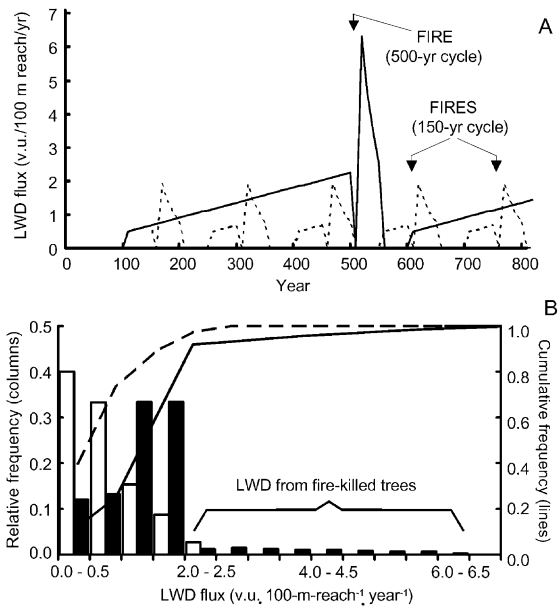 A
LWD flux (v.u./100 m reach/yr)
7
6
5
4
3
2
1
0
FIRE
(500-yr cycle)
FIRES
(150-yr cycle)
0 100 200 300 400 500 600 700 800
Year
B
Relative frequency (columns)
0.5
0.4
0.3
0.2
0.1
0.0
Cumulative frequency (lines)
1.0
0.8
0.6
0.4
0.2
0.0
LWD from fire-killed trees
0.0 - 0.5 2.0 - 2.5 4.0 - 4.5 6.0 - 6.5
LWD flux (v.u. 100-m-reach⁻¹ year⁻¹)